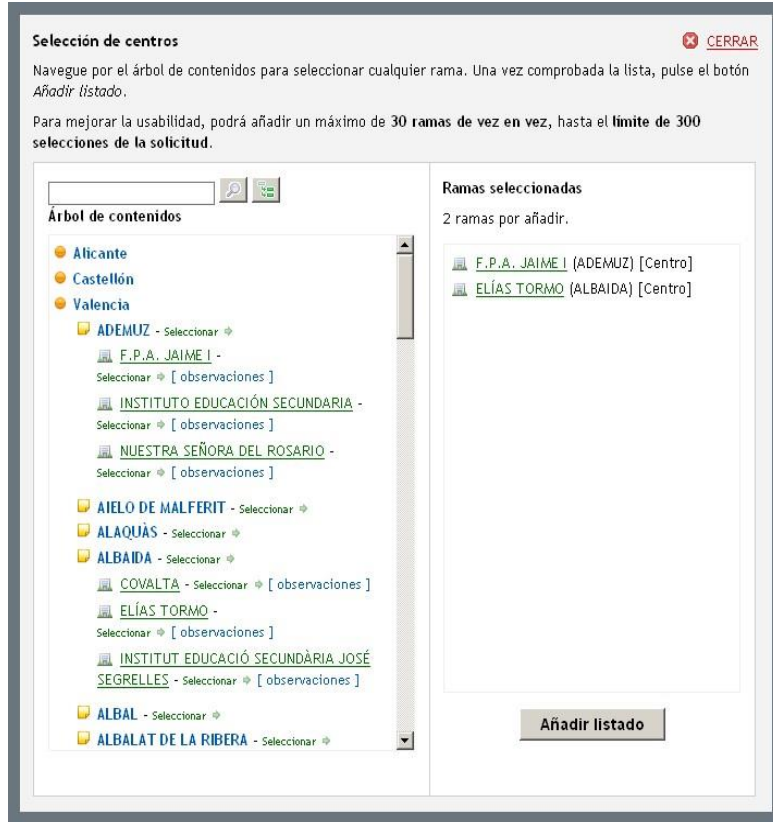 Selección de centros
CERRAR
Navegue por el árbol de contenidos para seleccionar cualquier rama. Una vez comprobada la lista, pulse el botón
Añadir listado.
Para mejorar la usabilidad, podrá añadir un máximo de 30 ramas de vez en vez, hasta el límite de 300
selecciones de la solicitud.
Árbol de contenidos
Alicante
Castellón
Valencia
ADEMUZ - Seleccionar
F.P.A. JAIME I -
Seleccionar [ observaciones ]
INSTITUTO EDUCACIÓN SECUNDARIA -
Seleccionar [ observaciones ]
NUESTRA SEÑORA DEL ROSARIO -
Seleccionar [ observaciones ]
AIELO DE MALFERIT - Seleccionar
ALAQUÀS - Seleccionar
ALBAIDA - Seleccionar
COVALTA - Seleccionar [ observaciones ]
ELÍAS TORMO -
Seleccionar [ observaciones ]
INSTITUT EDUCACIÓ SECUNDÀRIA JOSÉ
SEGRELLES - Seleccionar [ observaciones ]
ALBAL - Seleccionar
ALBALAT DE LA RIBERA - Seleccionar
Ramas seleccionadas
2 ramas por añadir.
F.P.A. JAIME I (ADEMUZ) [Centro]
ELÍAS TORMO (ALBAIDA) [Centro]
Añadir listado